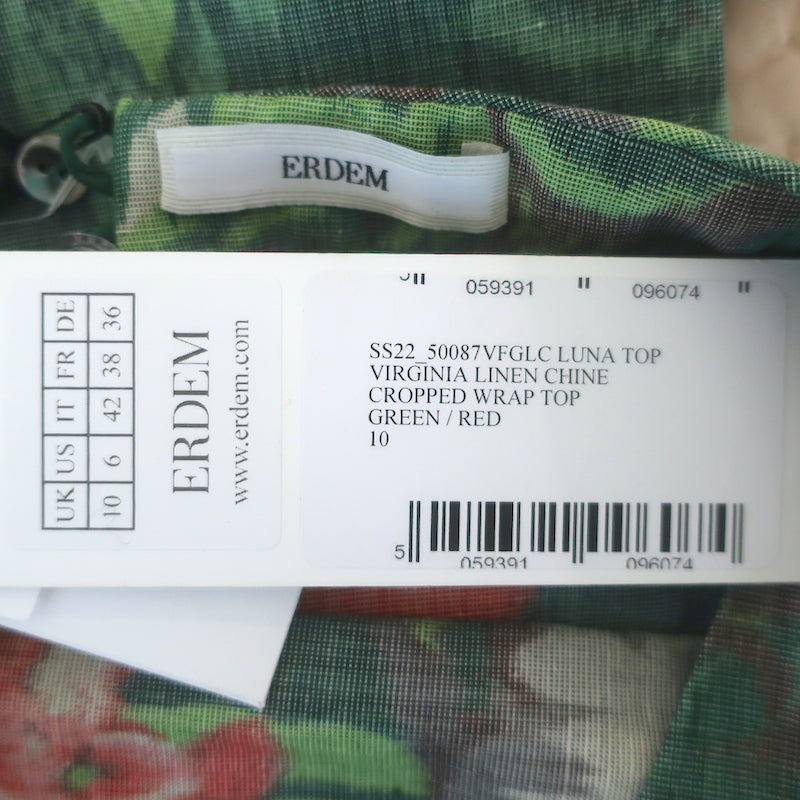 ERDEM
UK US IT FR DE
10 6 42 38 36
ERDEM
www.erdem.com
5 059391 096074
SS22_50087VFGLC LUNA TOP
VIRGINIA LINEN CHINE
CROPPED WRAP TOP
GREEN / RED
10
5 059391 096074